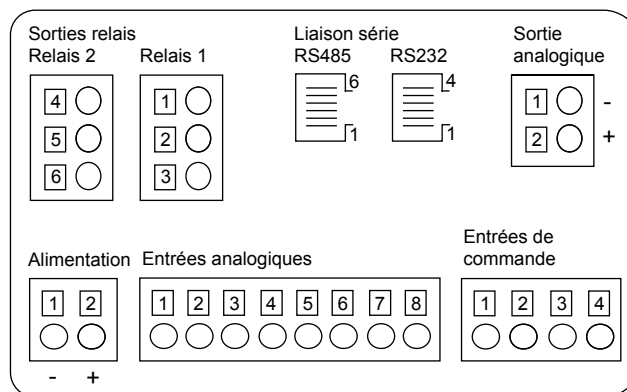 Sorties relais
Relais 2
Relais 1
4
5
6
1
2
3
Liaison série
RS485
RS232
6
1
4
1
Sortie
analogique
1 -
2 +
Alimentation
1 2
- +
Entrées analogiques
1 2 3 4 5 6 7 8
Entrées de
commande
1 2 3 4